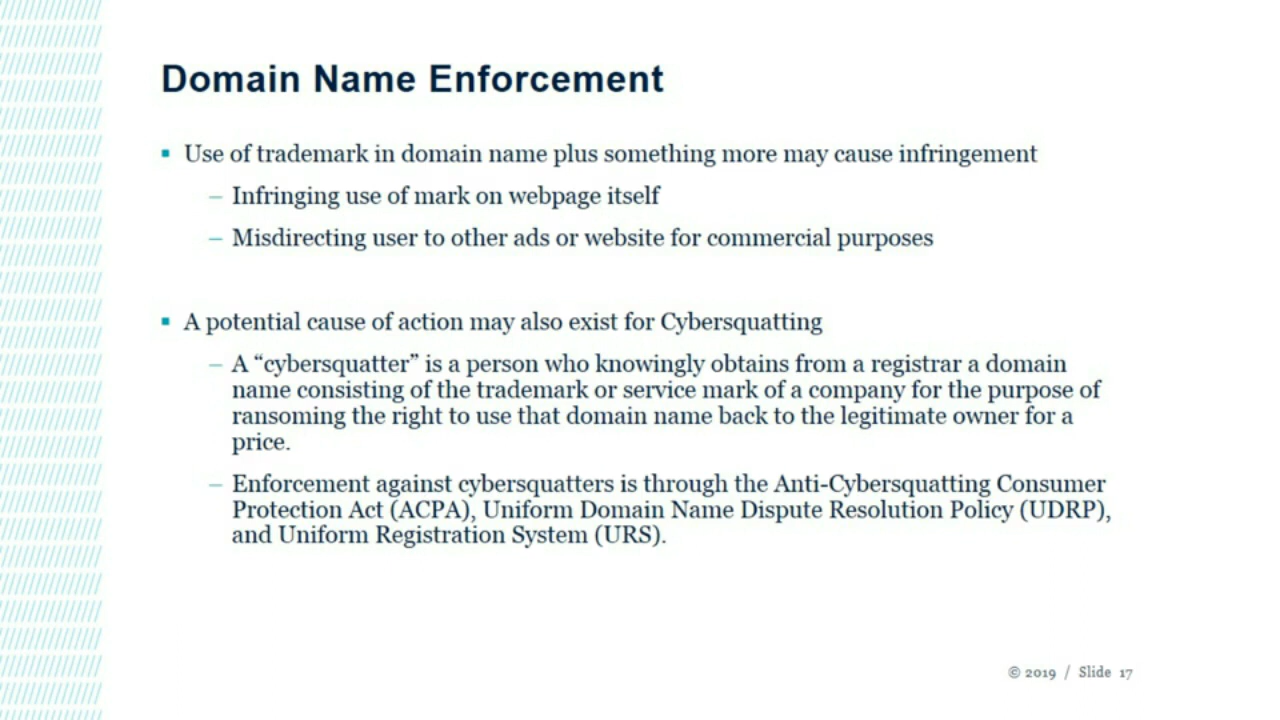 Domain Name Enforcement
▪ Use of trademark in domain name plus something more may cause infringement
– Infringing use of mark on webpage itself
– Misdirecting user to other ads or website for commercial purposes
▪ A potential cause of action may also exist for Cybersquatting
– A “cybersquatter” is a person who knowingly obtains from a registrar a domain
name consisting of the trademark or service mark of a company for the purpose of
ransoming the right to use that domain name back to the legitimate owner for a
price.
– Enforcement against cybersquatters is through the Anti-Cybersquatting Consumer
Protection Act (ACPA), Uniform Domain Name Dispute Resolution Policy (UDRP),
and Uniform Registration System (URS).
© 2019 / Slide 17